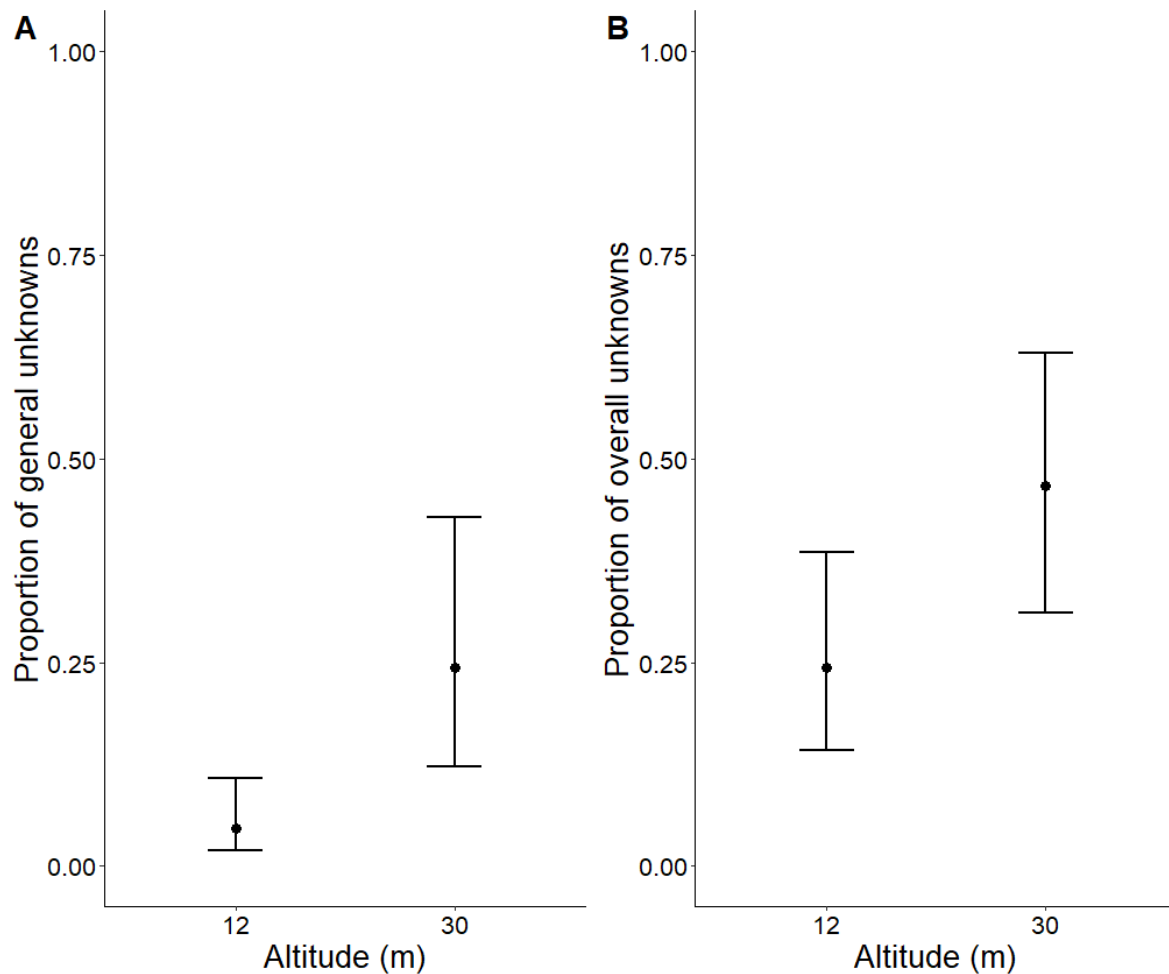 A
Proportion of general unknowns
1.00
0.75
0.50
0.25
0.00
12
30
Altitude (m)
B
Proportion of overall unknowns
1.00
0.75
0.50
0.25
0.00
12
30
Altitude (m)